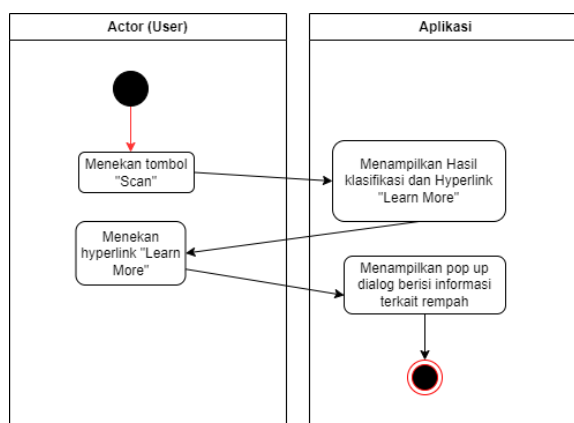 Actor (User)
Aplikasi
Menekan tombol
"Scan"
Menampilkan Hasil
klasifikasi dan Hyperlink
"Learn More"
Menekan
hyperlink "Learn
More"
Menampilkan pop up
dialog berisi informasi
terkait rempah